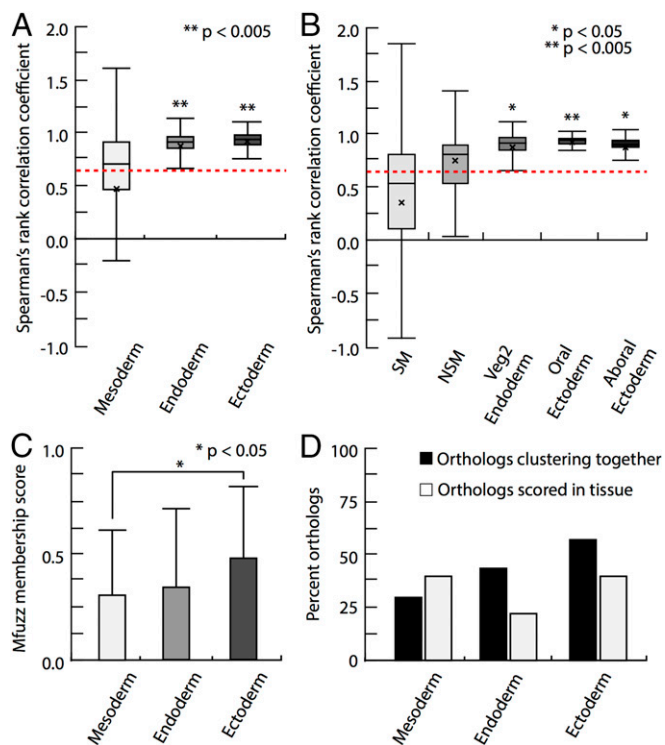 A
** p < 0.005
Spearman's rank correlation coefficient
2.0
1.5
1.0
0.5
0.0
-0.5
-1.0
**
**
×
×
×
Mesoderm
Endoderm
Ectoderm
B
* p < 0.05
** p < 0.005
Spearman's rank correlation coefficient
2.0
1.5
1.0
0.5
0.0
-0.5
-1.0
*
**
*
×
×
×
×
×
SM
NSM
Veg2
Endoderm
Oral
Ectoderm
Aboral
Ectoderm
C
* p < 0.05
*
Mfuzz membership score
1.0
0.5
0.0
Mesoderm
Endoderm
Ectoderm
D
Orthologs clustering together
Orthologs scored in tissue
Percent orthologs
100
75
50
25
0
Mesoderm
Endoderm
Ectoderm